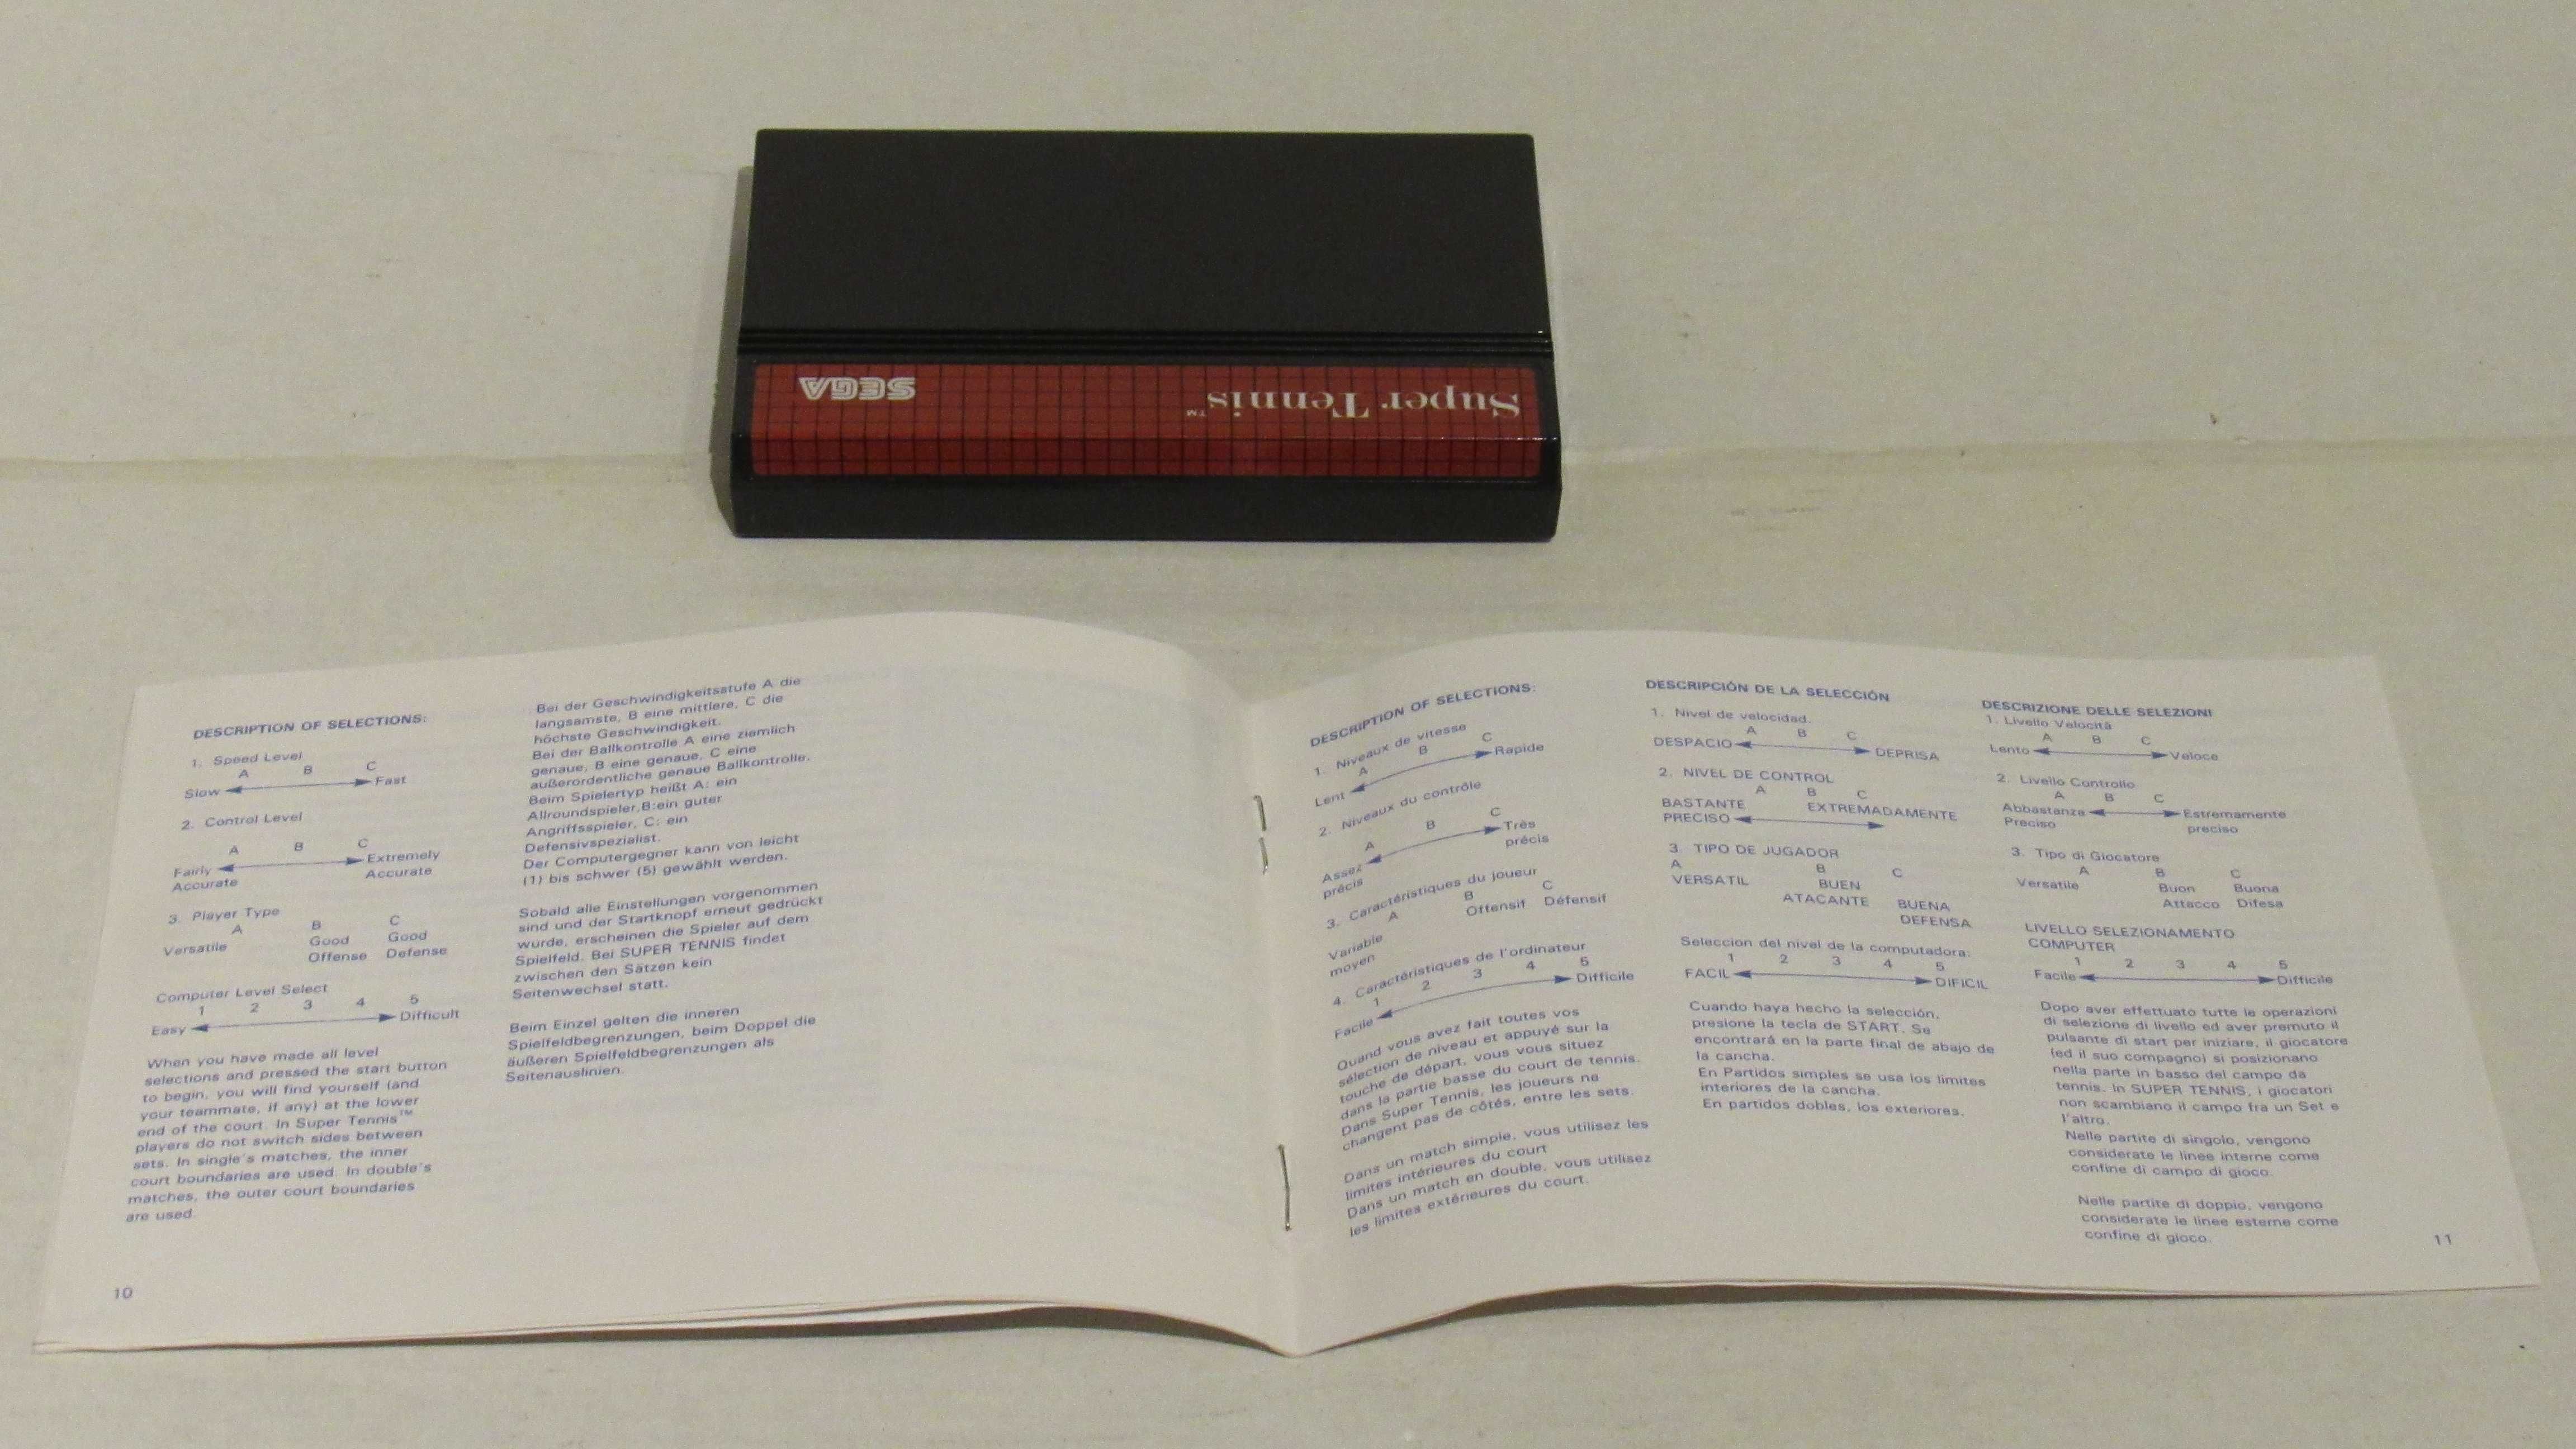 Super Tennis™
SEGA
DESCRIPTION OF SELECTIONS:
1. Speed Level
A B C
Slow Fast
2. Control Level
A B C
Fairly Extremely
Accurate Accurate
3. Player Type
A B C
Versatile Good Good
Offense Defense
Computer Level Select
1 2 3 4 5
Easy Difficult
When you have made all level
selections and pressed the start button
to begin, you will find yourself (and
your teammate, if any) at the lower
end of the court. In Super Tennis™
players do not switch sides between
sets. In single's matches, the inner
court boundaries are used. In double's
matches, the outer court boundaries
are used.
10
Bei der Geschwindigkeitsstufe A die
langsamste, B eine mittlere, C die
höchste Geschwindigkeit.
Bei der Ballkontrolle A eine ziemlich
genaue, B eine genaue, C eine
außerordentliche genaue Ballkontrolle.
Beim Spielertyp heißt A: ein
Allroundspieler,B:ein guter
Angriffsspieler, C: ein
Defensivspezialist.
Der Computergegner kann von leicht
(1) bis schwer (5) gewählt werden.
Sobald alle Einstellungen vorgenommen
sind und der Startknopf erneut gedrückt
wurde, erscheinen die Spieler auf dem
Spielfeld. Bei SUPER TENNIS findet
zwischen den Sätzen kein
Seitenwechsel statt.
Beim Einzel gelten die inneren
Spielfeldbegrenzungen, beim Doppel die
äußeren Spielfeldbegrenzungen als
Seitenauslinien.
DESCRIPTION OF SELECTIONS:
1. Niveaux de vitesse
A B C
Lent Rapide
2. Niveaux du contrôle
A B C
Assez Très
précis précis
3. Caractéristiques du joueur
A B C
Variable Offensif Défensif
moyen
4. Caractéristiques de l'ordinateur
1 2 3 4 5
Facile Difficile
Quand vous avez fait toutes vos
sélection de niveau et appuyé sur la
touche de départ, vous vous situez
dans la partie basse du court de tennis.
Dans Super Tennis, les joueurs ne
changent pas de côtés, entre les sets.
Dans un match simple, vous utilisez les
limites intérieures du court
Dans un match en double, vous utilisez
les limites extérieures du court.
DESCRIPCIÓN DE LA SELECCIÓN
1. Nivel de velocidad.
A B C
DESPACIO DEPRISA
2. NIVEL DE CONTROL
A B C
BASTANTE EXTREMADAMENTE
PRECISO
3. TIPO DE JUGADOR
A B C
VERSATIL BUEN
ATACANTE BUENA
DEFENSA
Seleccion del nivel de la computadora:
1 2 3 4 5
FACIL DIFICIL
Cuando haya hecho la selección,
presione la tecla de START. Se
encontrará en la parte final de abajo de
la cancha.
En Partidos simples se usa los limites
interiores de la cancha.
En partidos dobles, los exteriores.
DESCRIZIONE DELLE SELEZIONI
1. Livello Velocità
A B C
Lento Veloce
2. Livello Controllo
A B C
Abbastanza Estremamente
Preciso preciso
3. Tipo di Giocatore
A B C
Versatile Buon Buona
Attacco Difesa
LIVELLO SELEZIONAMENTO
COMPUTER
1 2 3 4 5
Facile Difficile
Dopo aver effettuato tutte le operazioni
di selezione di livello ed aver premuto il
pulsante di start per iniziare, il giocatore
(ed il suo compagno) si posizionano
nella parte in basso del campo da
tennis. In SUPER TENNIS, i giocatori
non scambiano il campo fra un Set e
l'altro.
Nelle partite di singolo, vengono
considerate le linee interne come
confine di campo di gioco.
Nelle partite di doppio, vengono
considerate le linee esterne come
confine di gioco.
11